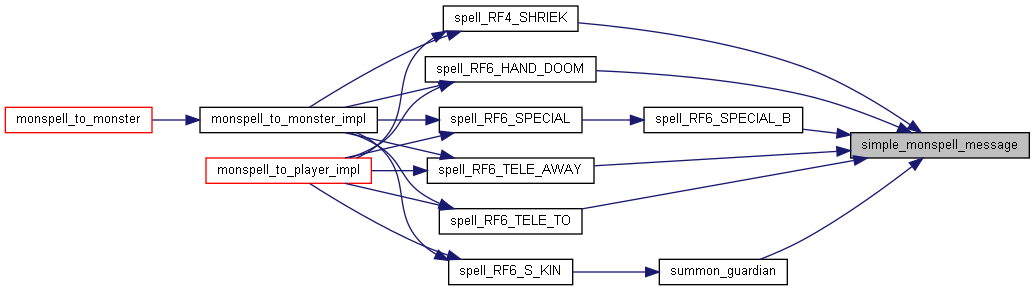 spell_RF4_SHRIEK
spell_RF6_HAND_DOOM
monspell_to_monster
monspell_to_monster_impl
spell_RF6_SPECIAL
spell_RF6_SPECIAL_B
simple_monspell_message
monspell_to_player_impl
spell_RF6_TELE_AWAY
spell_RF6_TELE_TO
spell_RF6_S_KIN
summon_guardian